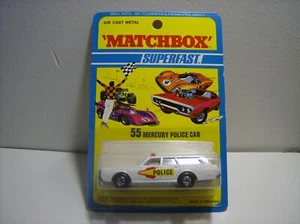 DIE CAST METAL
"MATCHBOX"
SUPERFAST
55 MERCURY POLICE CAR
POLICE